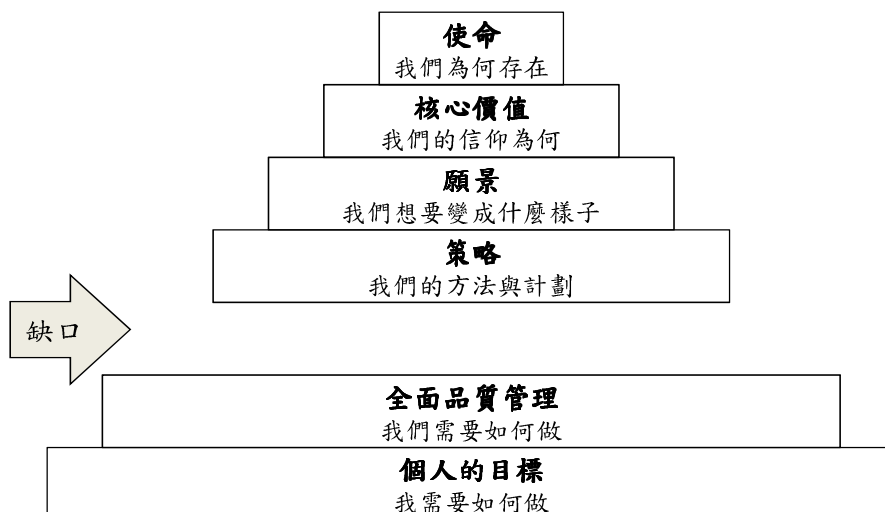 使命
我們為何存在
核心價值
我們的信仰為何
願景
我們想要變成什麼樣子
策略
我們的方法與計劃
缺口
全面品質管理
我們需要如何做
個人的目標
我需要如何做